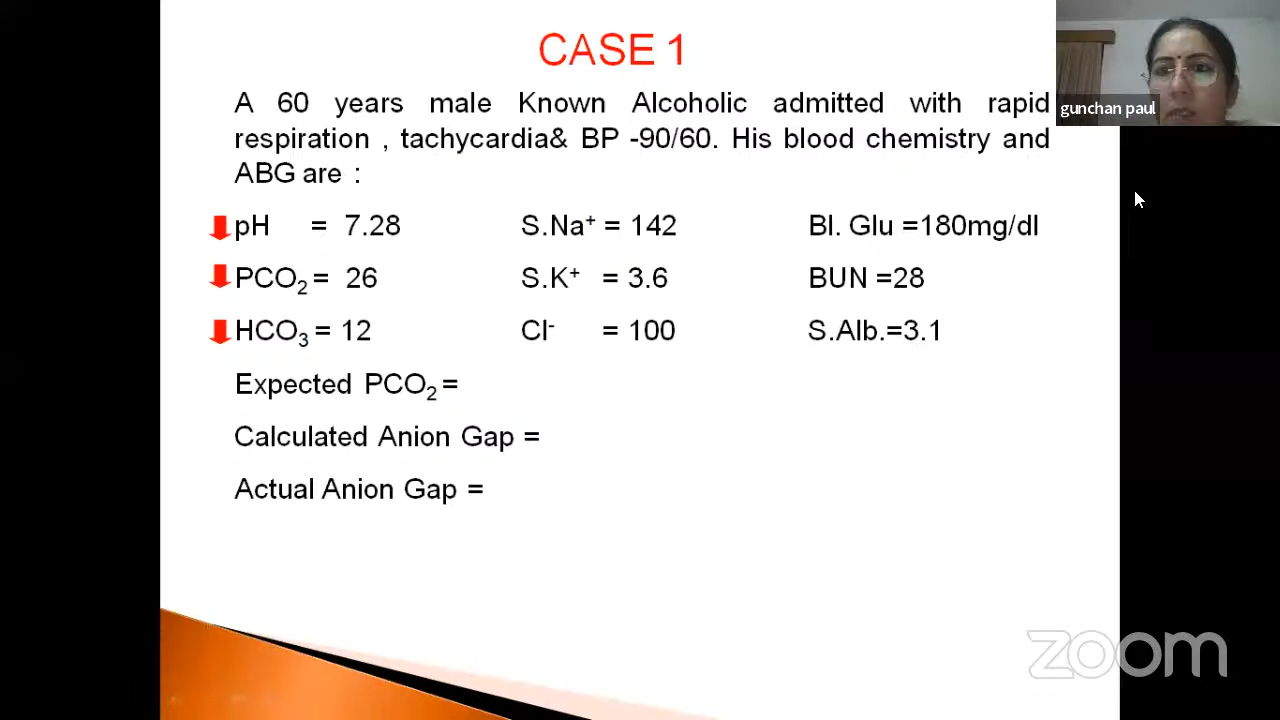 CASE 1
A 60 years male Known Alcoholic admitted with rapid
respiration , tachycardia& BP -90/60. His blood chemistry and
ABG are :
pH = 7.28 S.Na⁺ = 142 Bl. Glu =180mg/dl
PCO₂ = 26 S.K⁺ = 3.6 BUN =28
HCO₃ = 12 Cl⁻ = 100 S.Alb.=3.1
Expected PCO₂ =
Calculated Anion Gap =
Actual Anion Gap =
gunchan paul
zoom